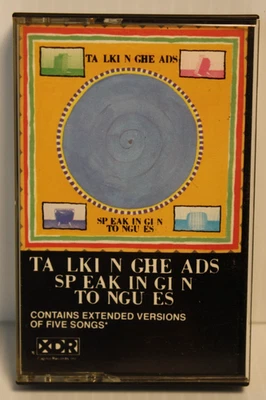 TA LKI N GHE ADS
SP EAK IN GI N
TO NGU ES
TA LKI N GHE ADS
SP EAK IN GI N
TO NGU ES
CONTAINS EXTENDED VERSIONS
OF FIVE SONGS*
XDR